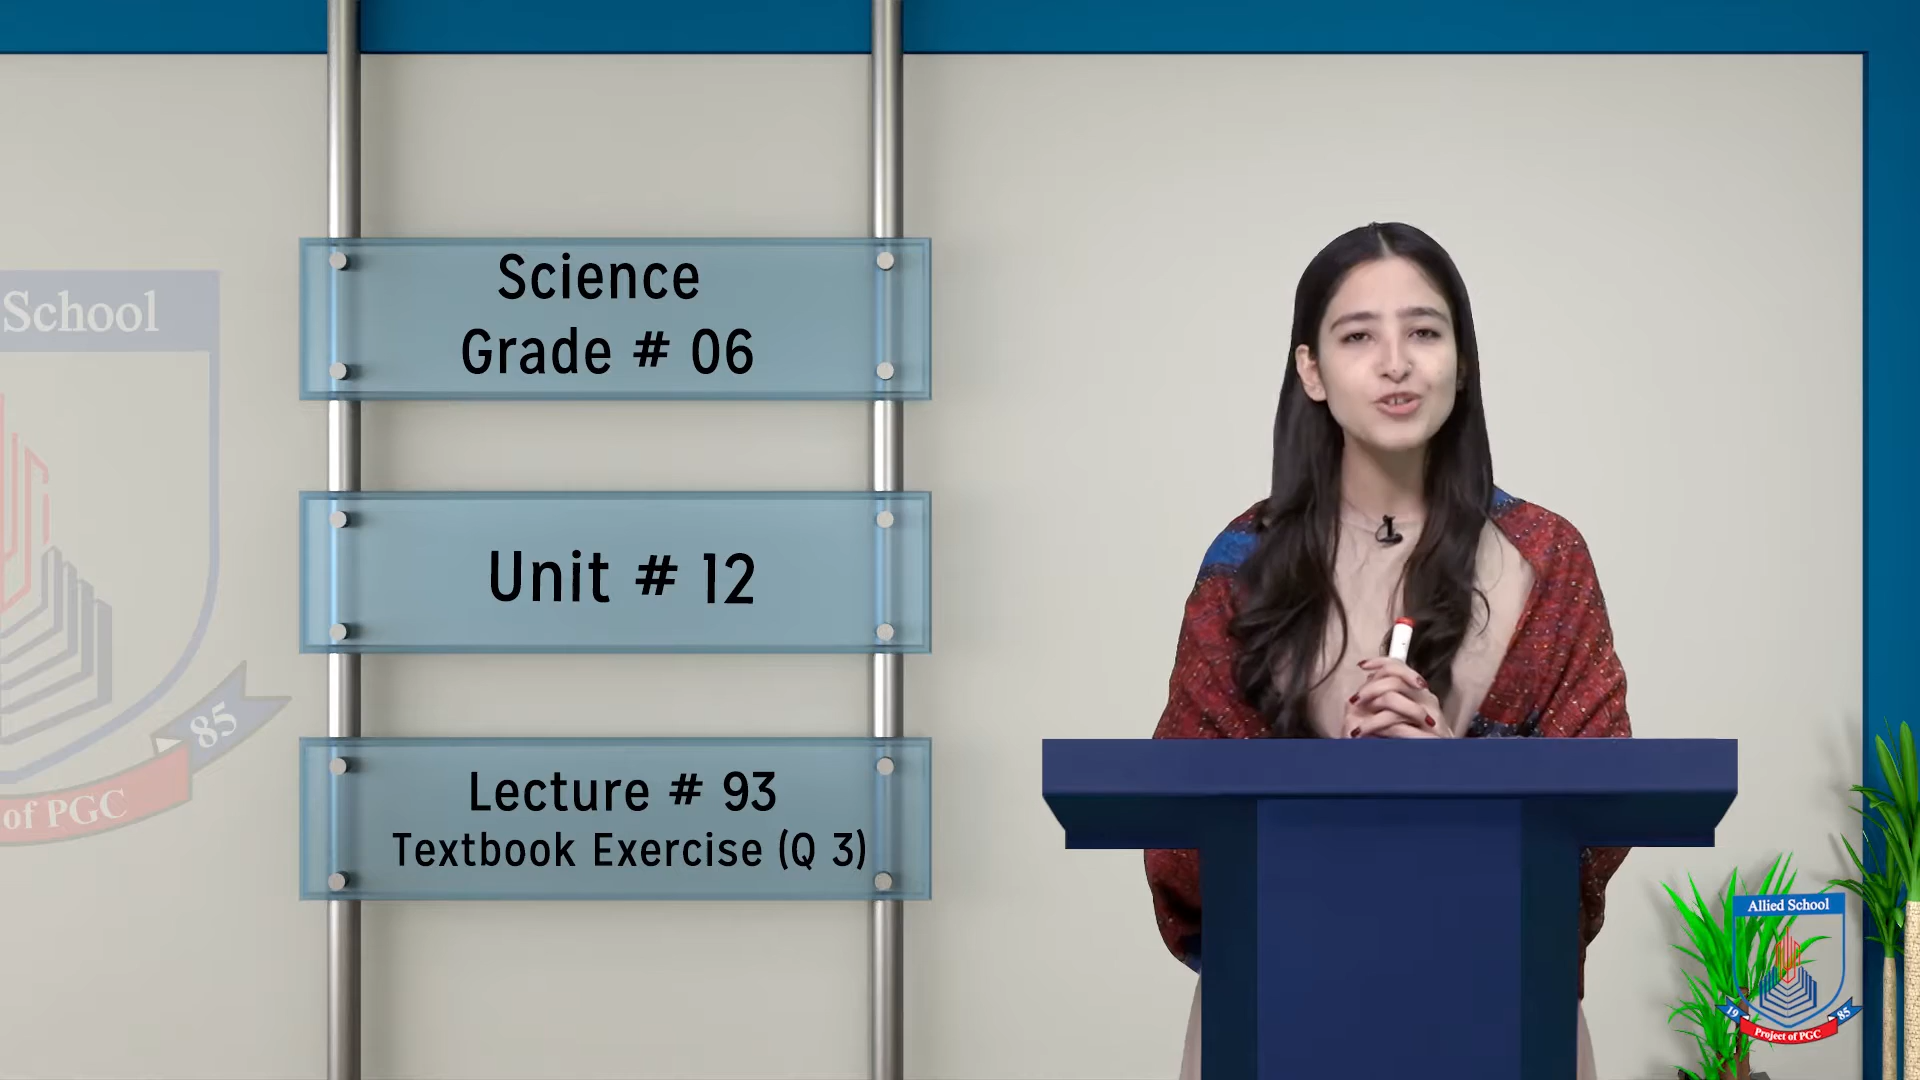 Science
Grade # 06
Unit # 12
Lecture # 93
Textbook Exercise (Q 3)
School
85
of PGC
Allied School
19
85
Project of PGC